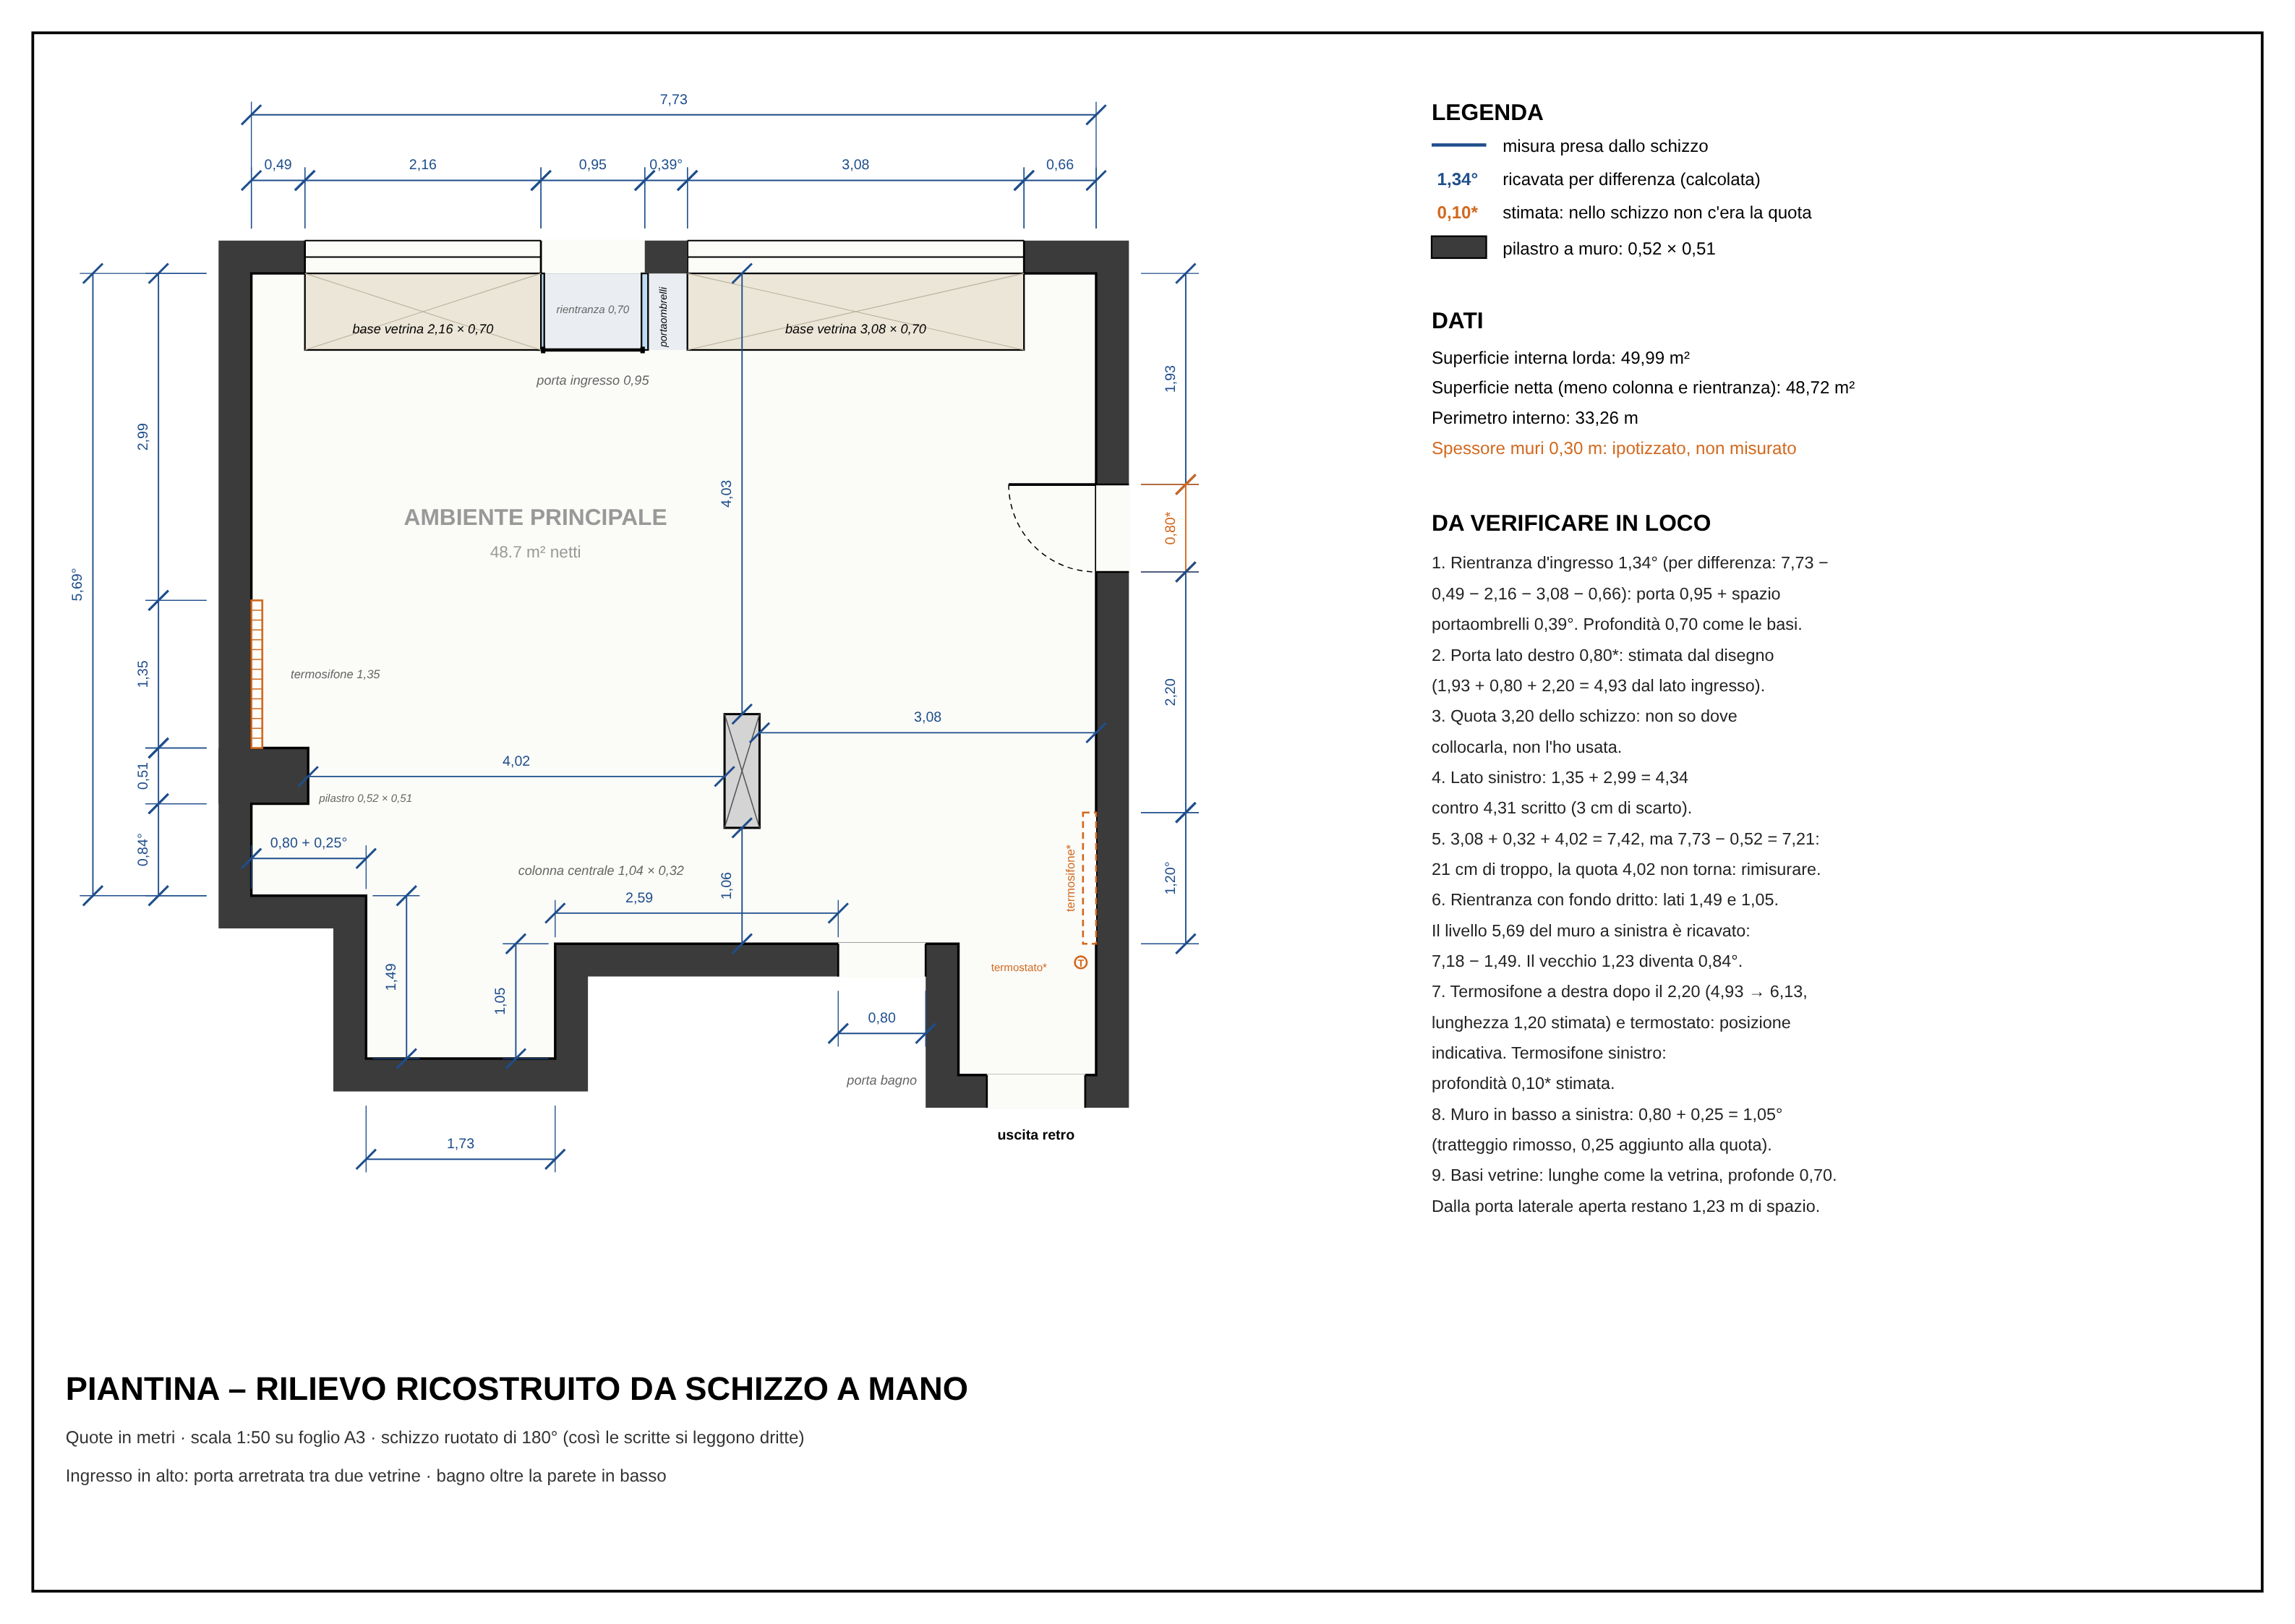 7,73
0,49
2,16
0,95
0,39°
3,08
0,66
base vetrina 2,16 × 0,70
rientranza 0,70
portaombrelli
base vetrina 3,08 × 0,70
porta ingresso 0,95
2,99
1,93
4,03
AMBIENTE PRINCIPALE
48.7 m² netti
0,80*
5,69°
1,35
termosifone 1,35
2,20
3,08
4,02
0,51
pilastro 0,52 × 0,51
0,84°
0,80 + 0,25°
colonna centrale 1,04 × 0,32
1,06
termosifone*
1,20°
2,59
1,49
1,05
termostato*
T
0,80
porta bagno
uscita retro
1,73
LEGENDA
misura presa dallo schizzo
1,34° ricavata per differenza (calcolata)
0,10* stimata: nello schizzo non c'era la quota
pilastro a muro: 0,52 × 0,51
DATI
Superficie interna lorda: 49,99 m²
Superficie netta (meno colonna e rientranza): 48,72 m²
Perimetro interno: 33,26 m
Spessore muri 0,30 m: ipotizzato, non misurato
DA VERIFICARE IN LOCO
1. Rientranza d'ingresso 1,34° (per differenza: 7,73 −
0,49 − 2,16 − 3,08 − 0,66): porta 0,95 + spazio
portaombrelli 0,39°. Profondità 0,70 come le basi.
2. Porta lato destro 0,80*: stimata dal disegno
(1,93 + 0,80 + 2,20 = 4,93 dal lato ingresso).
3. Quota 3,20 dello schizzo: non so dove
collocarla, non l'ho usata.
4. Lato sinistro: 1,35 + 2,99 = 4,34
contro 4,31 scritto (3 cm di scarto).
5. 3,08 + 0,32 + 4,02 = 7,42, ma 7,73 − 0,52 = 7,21:
21 cm di troppo, la quota 4,02 non torna: rimisurare.
6. Rientranza con fondo dritto: lati 1,49 e 1,05.
Il livello 5,69 del muro a sinistra è ricavato:
7,18 − 1,49. Il vecchio 1,23 diventa 0,84°.
7. Termosifone a destra dopo il 2,20 (4,93 → 6,13,
lunghezza 1,20 stimata) e termostato: posizione
indicativa. Termosifone sinistro:
profondità 0,10* stimata.
8. Muro in basso a sinistra: 0,80 + 0,25 = 1,05°
(tratteggio rimosso, 0,25 aggiunto alla quota).
9. Basi vetrine: lunghe come la vetrina, profonde 0,70.
Dalla porta laterale aperta restano 1,23 m di spazio.
PIANTINA – RILIEVO RICOSTRUITO DA SCHIZZO A MANO
Quote in metri · scala 1:50 su foglio A3 · schizzo ruotato di 180° (così le scritte si leggono dritte)
Ingresso in alto: porta arretrata tra due vetrine · bagno oltre la parete in basso